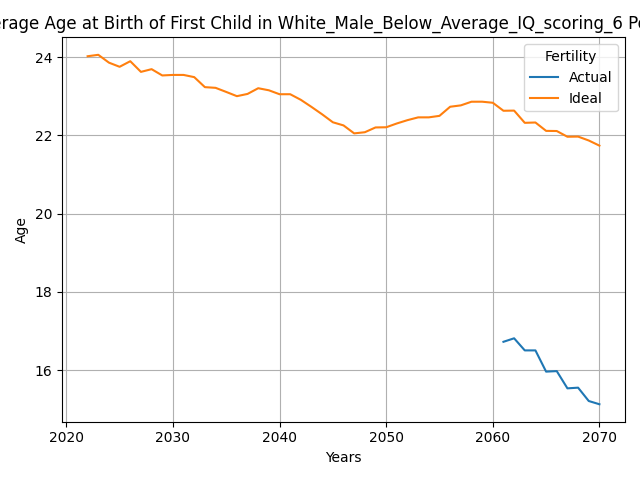 erage Age at Birth of First Child in White_Male_Below_Average_IQ_scoring_6 Po
Fertility
Actual
Ideal
24
22
20
18
16
Age
2020 2030 2040 2050 2060 2070
Years